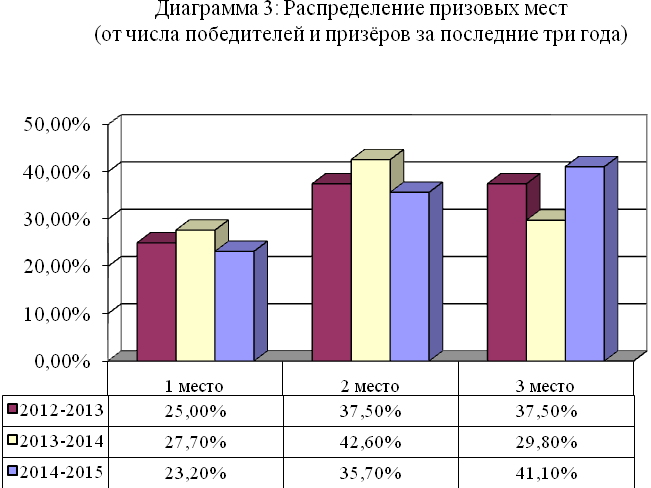 Диаграмма 3: Распределение призовых мест
(от числа победителей и призёров за последние три года)
50,00%
40,00%
30,00%
20,00%
10,00%
0,00%
1 место 2 место 3 место
2012-2013 25,00% 37,50% 37,50%
2013-2014 27,70% 42,60% 29,80%
2014-2015 23,20% 35,70% 41,10%